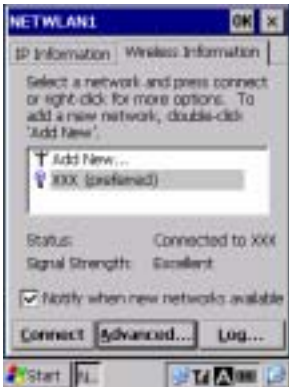 NETWLAN1 OK ×
IP Information Wireless Information
Select a network and press connect
or right-click for more options. To
add a new network, double-click
'Add New'.
Add New...
XXX (preferred)
Status: Connected to XXX
Signal Strength: Excellent
Notify when new networks available
Connect Advanced... Log...
Start N...